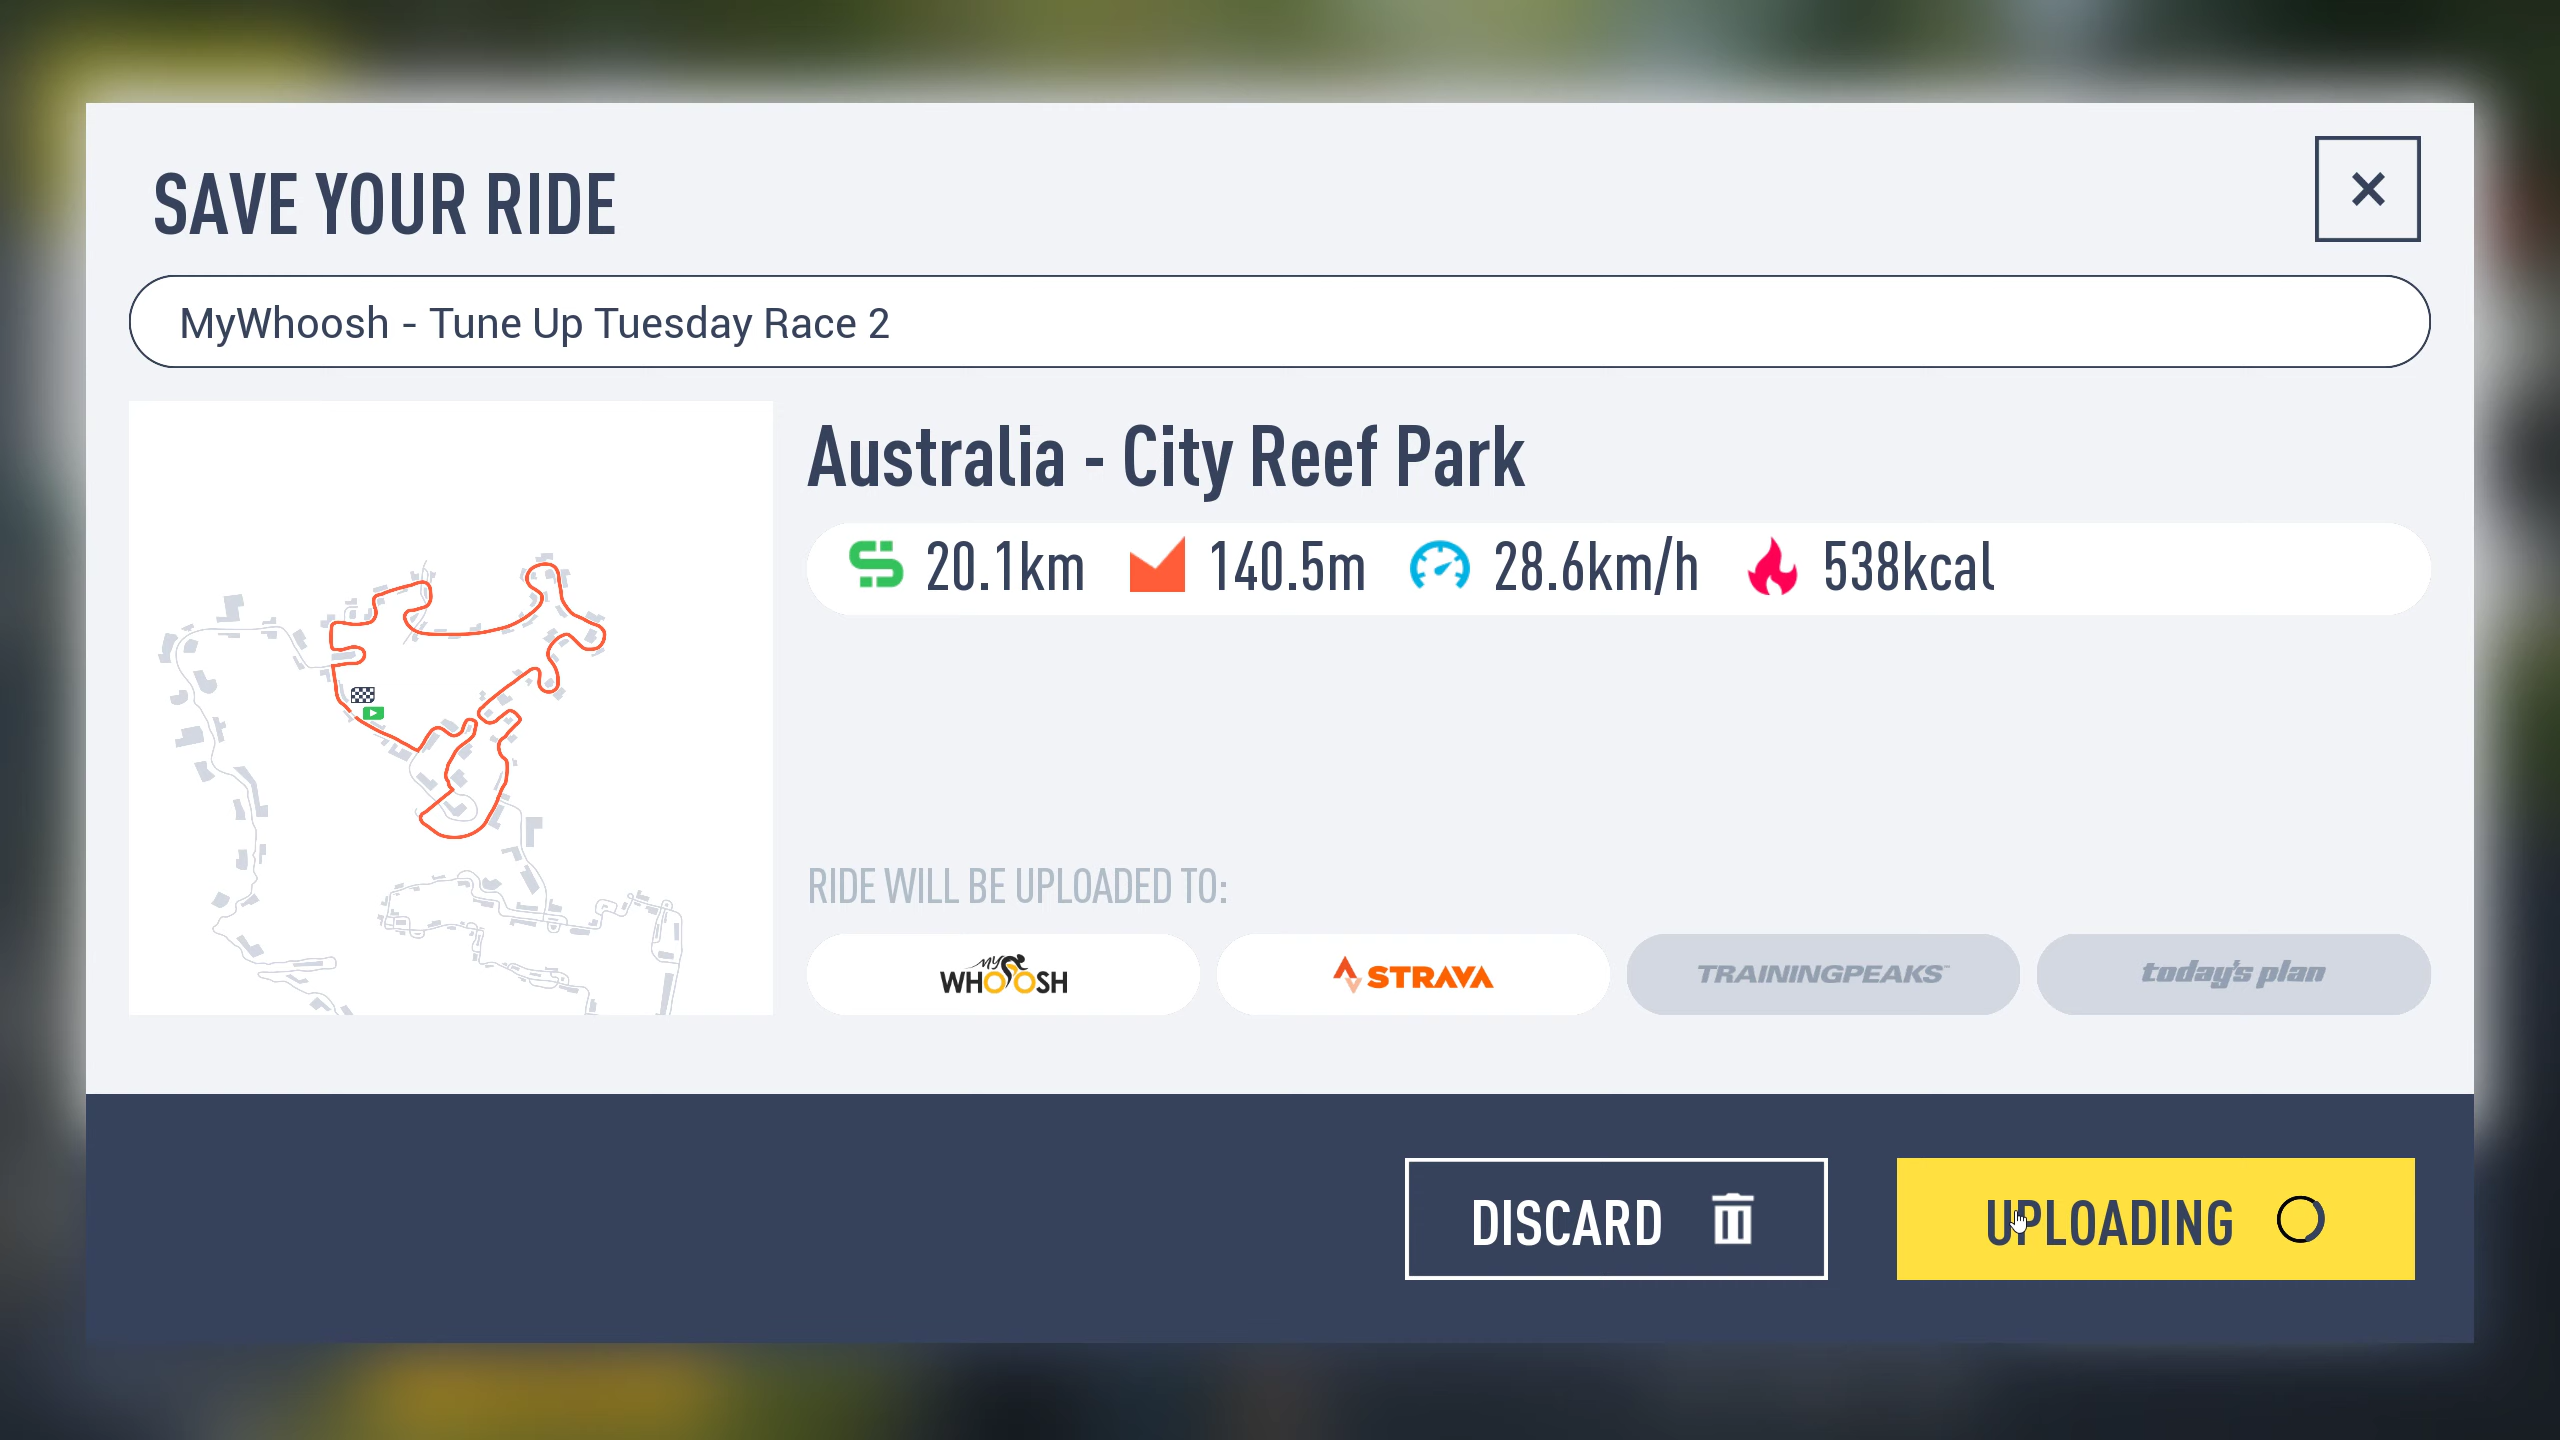 SAVE YOUR RIDE
MyWhoosh - Tune Up Tuesday Race 2
Australia - City Reef Park
20.1km 140.5m 28.6km/h 538kcal
RIDE WILL BE UPLOADED TO:
MY WHOOSH STRAVA TRAININGPEAKS™ today's plan
DISCARD UPLOADING